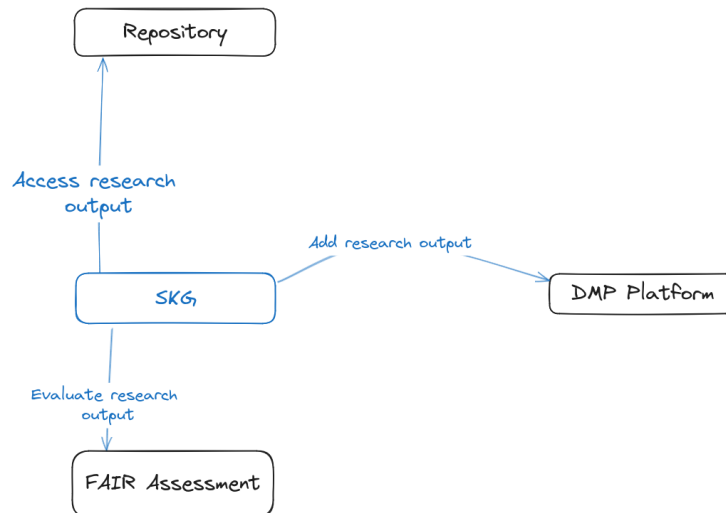 Repository
Access research
output
Add research output
SKG
DMP Platform
Evaluate research
output
FAIR Assessment